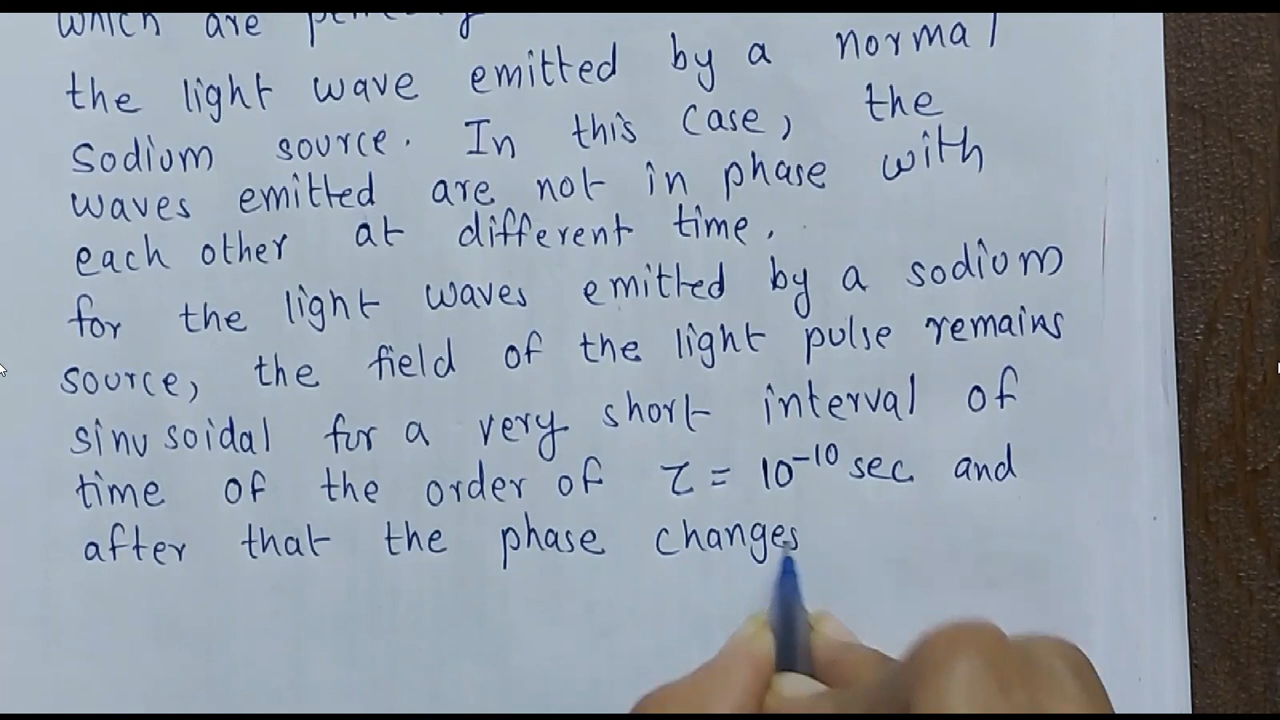 which are
the light wave emitted by a normal
sodium source. In this case, the
waves emitted are not in phase with
each other at different time.
for the light waves emitted by a sodium
source, the field of the light pulse remains
sinusoidal for a very short interval of
time of the order of τ = 10⁻¹⁰ sec and
after that the phase changes